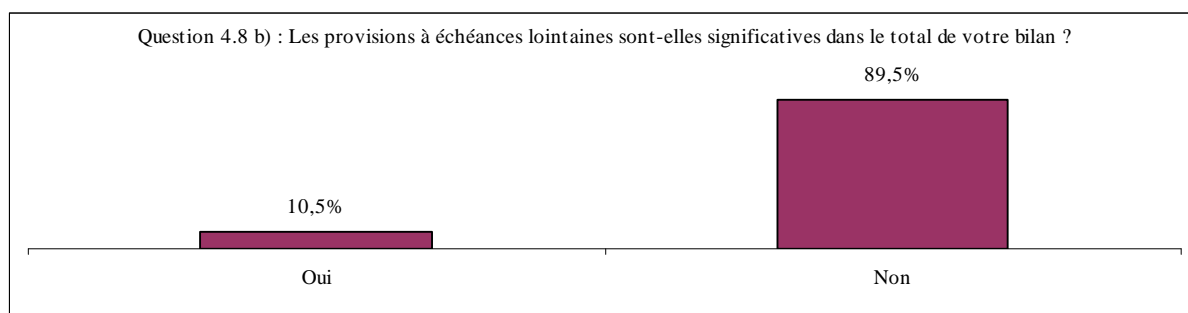 Question 4.8 b) : Les provisions à échéances lointaines sont-elles significatives dans le total de votre bilan ?
89,5%
10,5%
Oui
Non